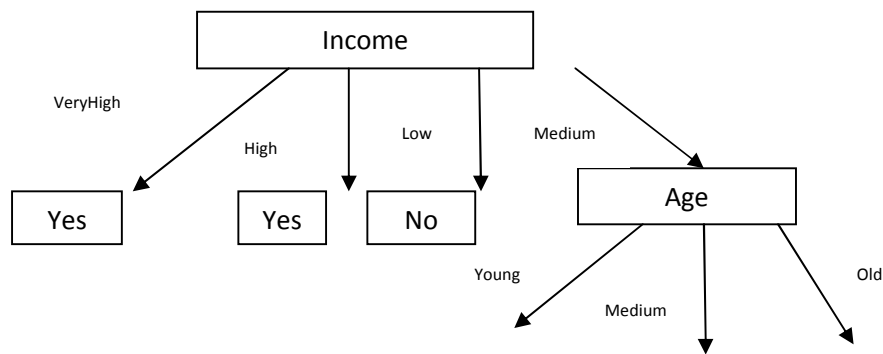 Income
VeryHigh
High
Low
Medium
Yes
Yes
No
Age
Young
Medium
Old